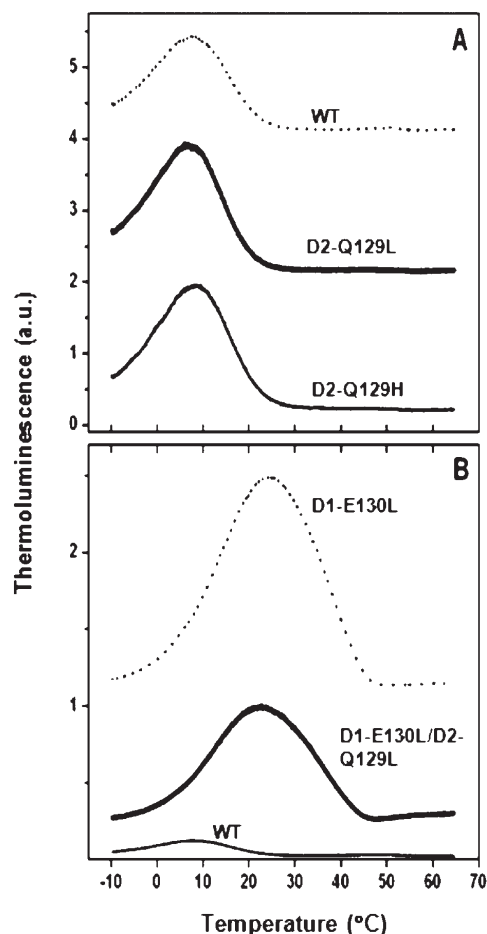 A
5
4
3
2
1
0
WT
D2-Q129L
D2-Q129H
Thermoluminescence (a.u.)
B
2
1
D1-E130L
D1-E130L/D2-
Q129L
WT
-10 0 10 20 30 40 50 60 70
Temperature (°C)